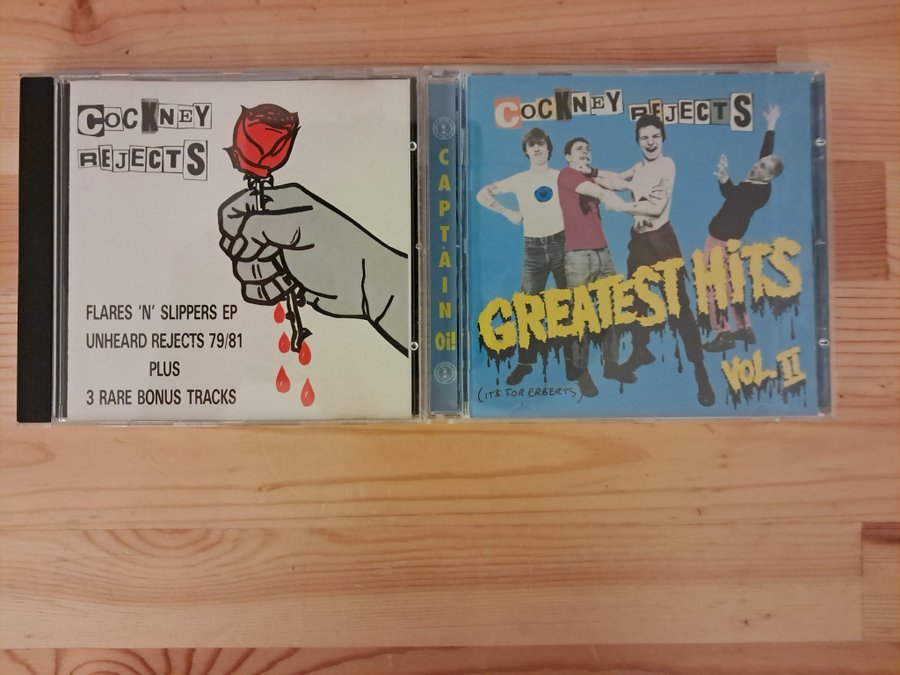 COCKNEY
REJECTS
FLARES 'N' SLIPPERS EP
UNHEARD REJECTS 79/81
PLUS
3 RARE BONUS TRACKS
CAPTAIN Oi!
COCKNEY REJECTS
GREATEST HiTS
VOL. II
(ITS FOR ERBERTS)